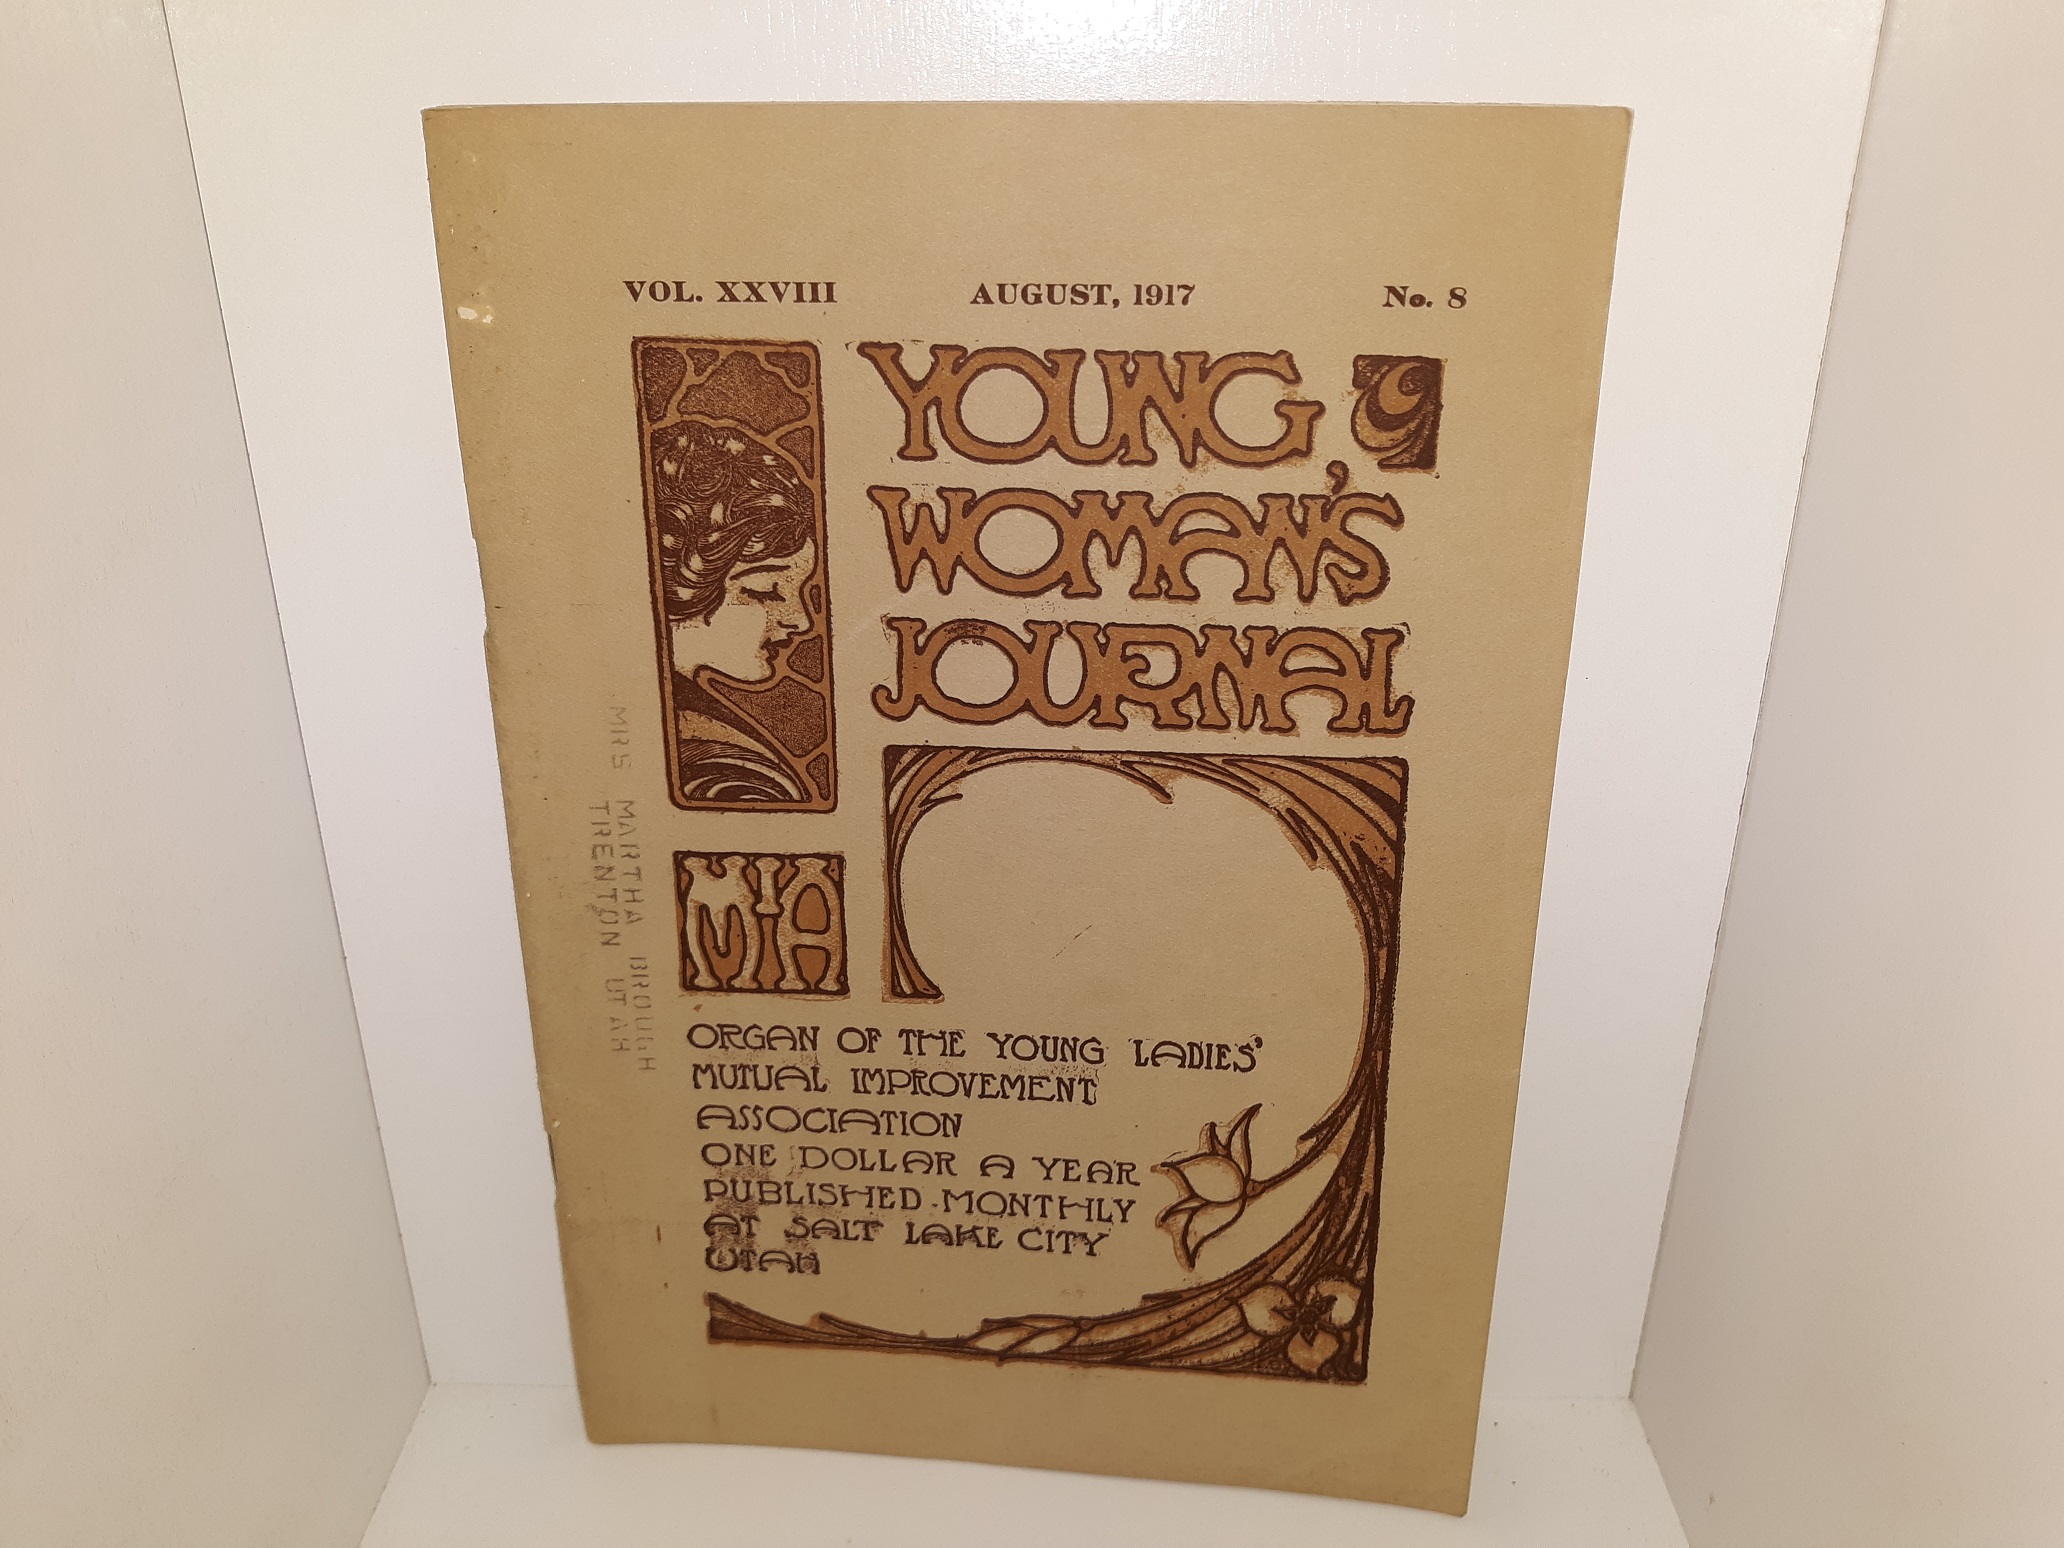 VOL. XXVIII AUGUST, 1917 No. 8
YOUNG
WOMAN'S
JOURNAL
MIA
ORGAN OF THE YOUNG LADIES'
MUTUAL IMPROVEMENT
ASSOCIATION
ONE DOLLAR A YEAR
PUBLISHED MONTHLY
AT SALT LAKE CITY
UTAH
MRS MARTHA BROUGH
TRENTON UTAH